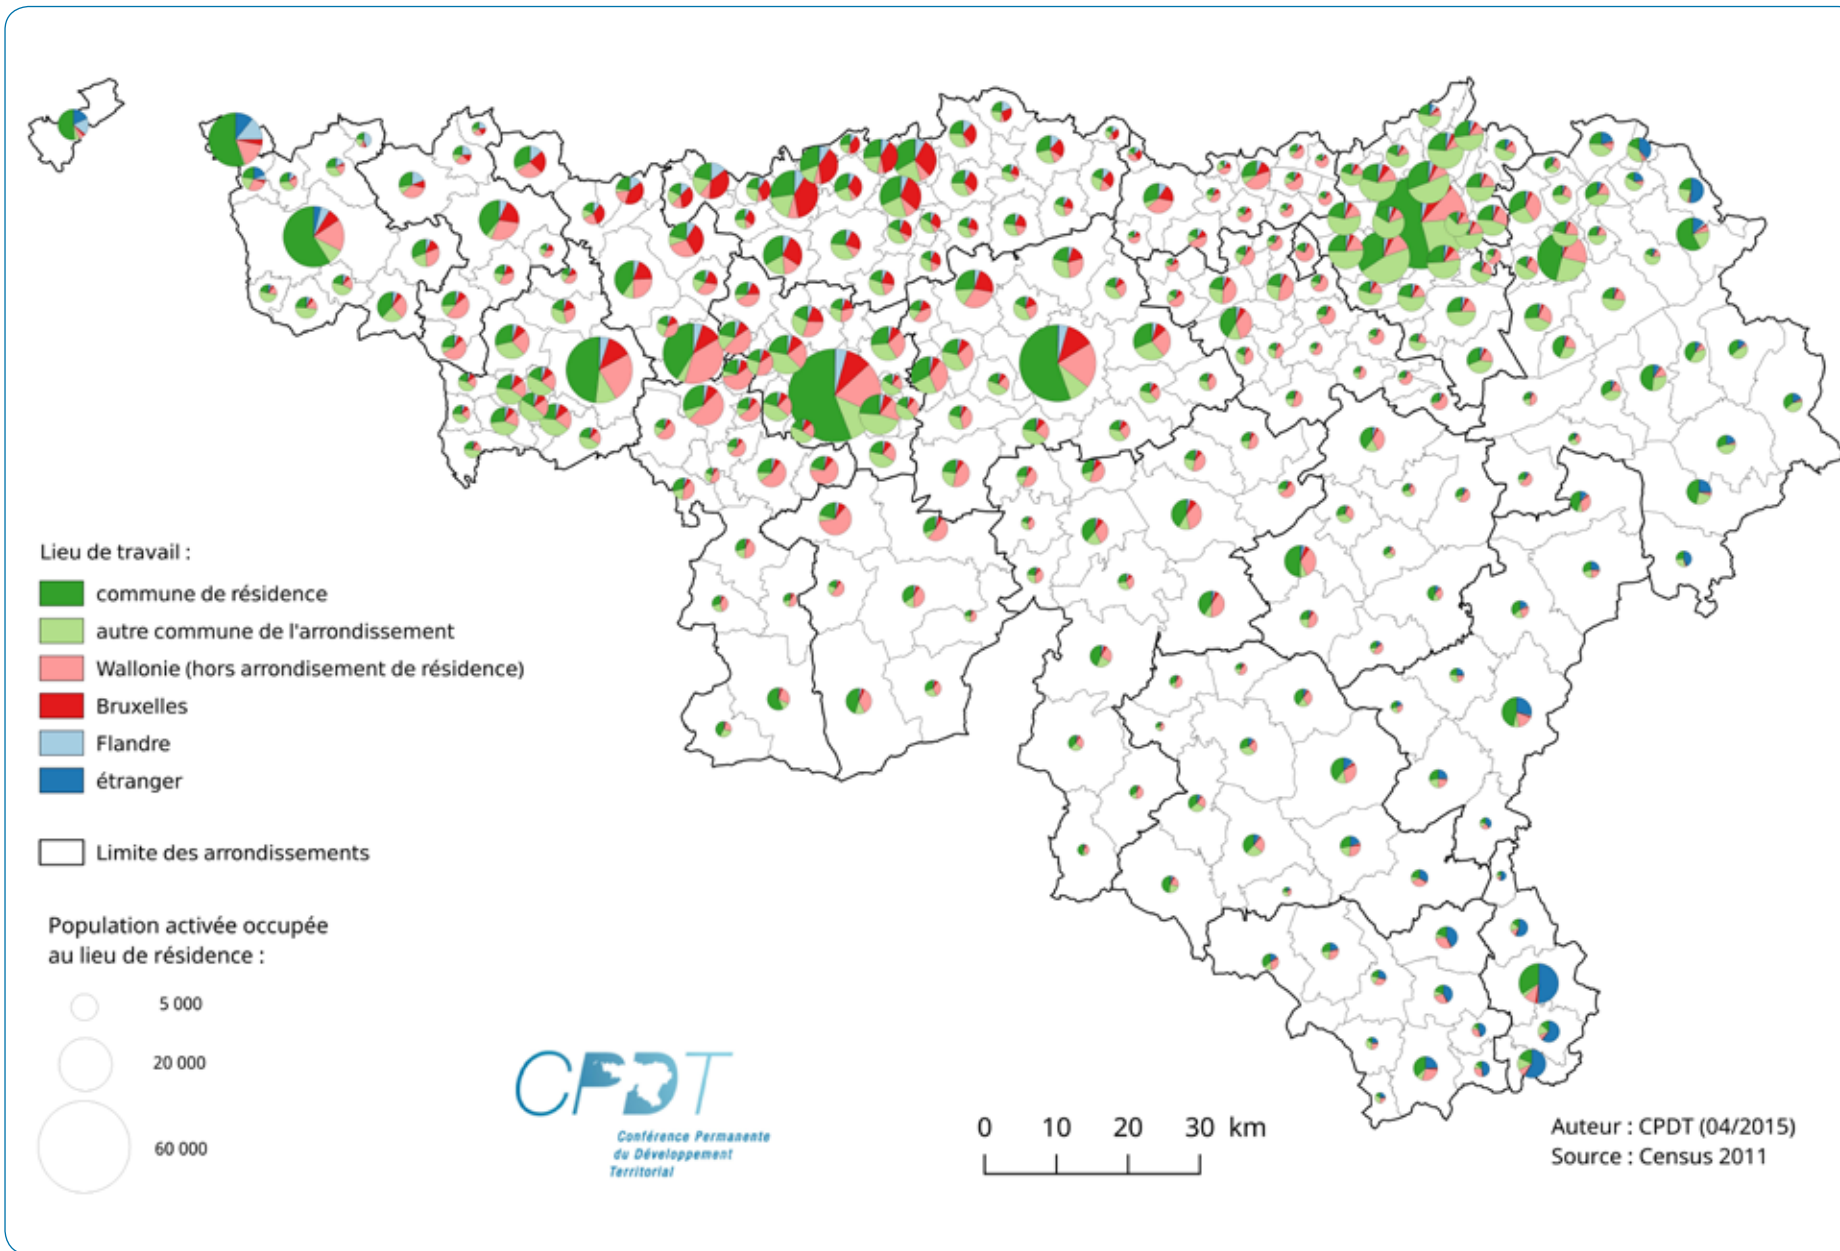 Lieu de travail :
commune de résidence
autre commune de l'arrondissement
Wallonie (hors arrondisement de résidence)
Bruxelles
Flandre
étranger
Limite des arrondissements
Population activée occupée
au lieu de résidence :
5 000
20 000
60 000
CPDT
Conférence Permanente
du Développement
Territorial
0 10 20 30 km
Auteur : CPDT (04/2015)
Source : Census 2011